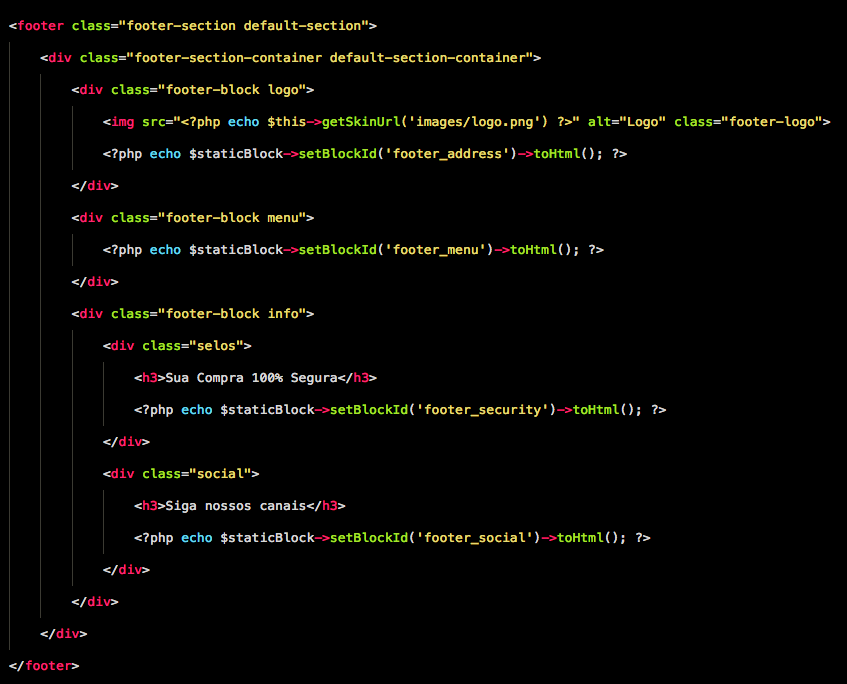 <footer class="footer-section default-section">
<div class="footer-section-container default-section-container">
<div class="footer-block logo">
<img src="<?php echo $this->getSkinUrl('images/logo.png') ?>" alt="Logo" class="footer-logo">
<?php echo $staticBlock->setBlockId('footer_address')->toHtml(); ?>
</div>
<div class="footer-block menu">
<?php echo $staticBlock->setBlockId('footer_menu')->toHtml(); ?>
</div>
<div class="footer-block info">
<div class="selos">
<h3>Sua Compra 100% Segura</h3>
<?php echo $staticBlock->setBlockId('footer_security')->toHtml(); ?>
</div>
<div class="social">
<h3>Siga nossos canais</h3>
<?php echo $staticBlock->setBlockId('footer_social')->toHtml(); ?>
</div>
</div>
</div>
</footer>